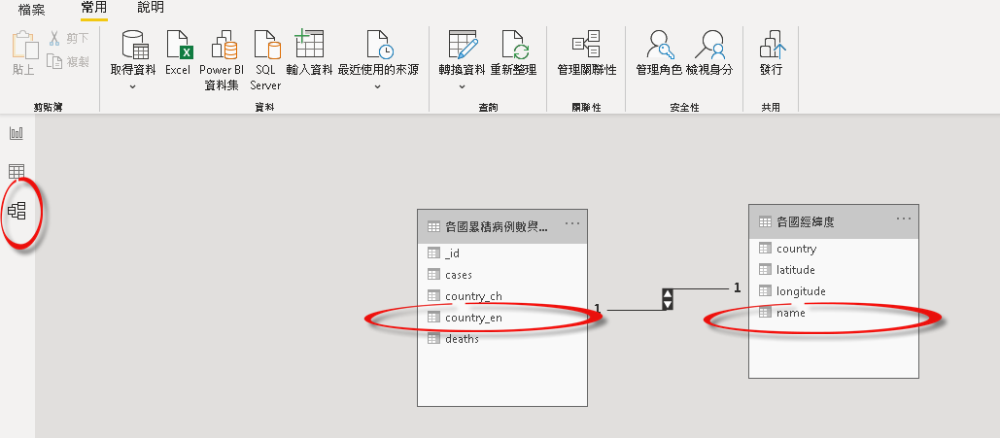 檔案 常用 說明
剪下
貼上 複製
取得資料 Excel Power BI 資料集 SQL Server 輸入資料 最近使用的來源
轉換資料 重新整理
管理關聯性
管理角色 檢視身分
發行
剪貼簿 資料 查詢 關聯性 安全性 共用
各國累積病例數與...
_id
cases
country_ch
country_en
deaths
1
1
各國經緯度
country
latitude
longitude
name